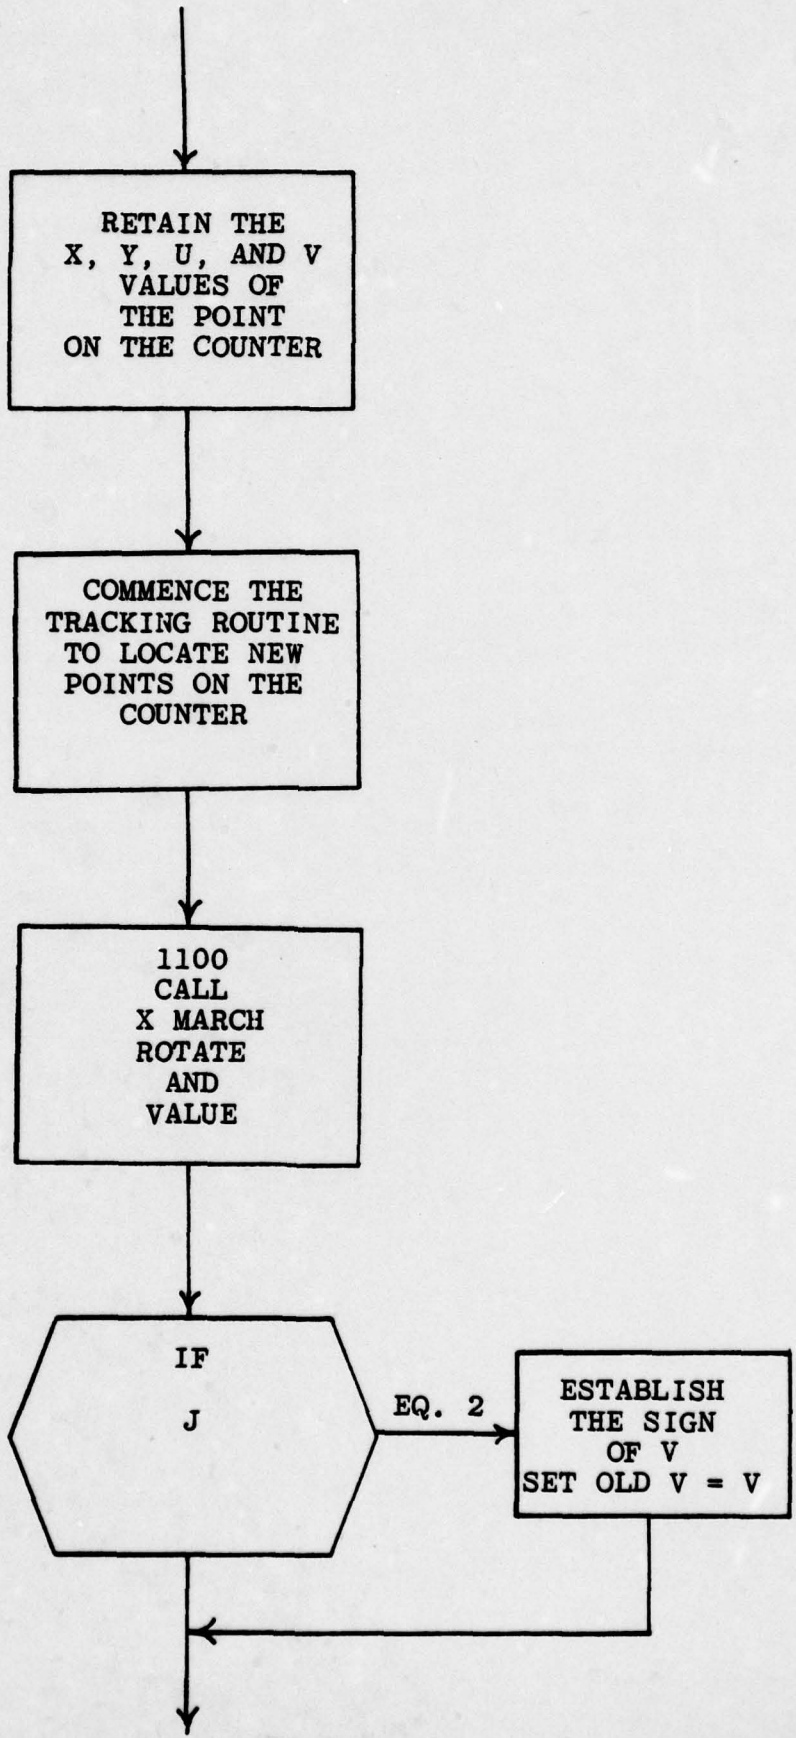 RETAIN THE
X, Y, U, AND V
VALUES OF
THE POINT
ON THE COUNTER
COMMENCE THE
TRACKING ROUTINE
TO LOCATE NEW
POINTS ON THE
COUNTER
1100
CALL
X MARCH
ROTATE
AND
VALUE
IF
J
EQ. 2
ESTABLISH
THE SIGN
OF V
SET OLD V = V